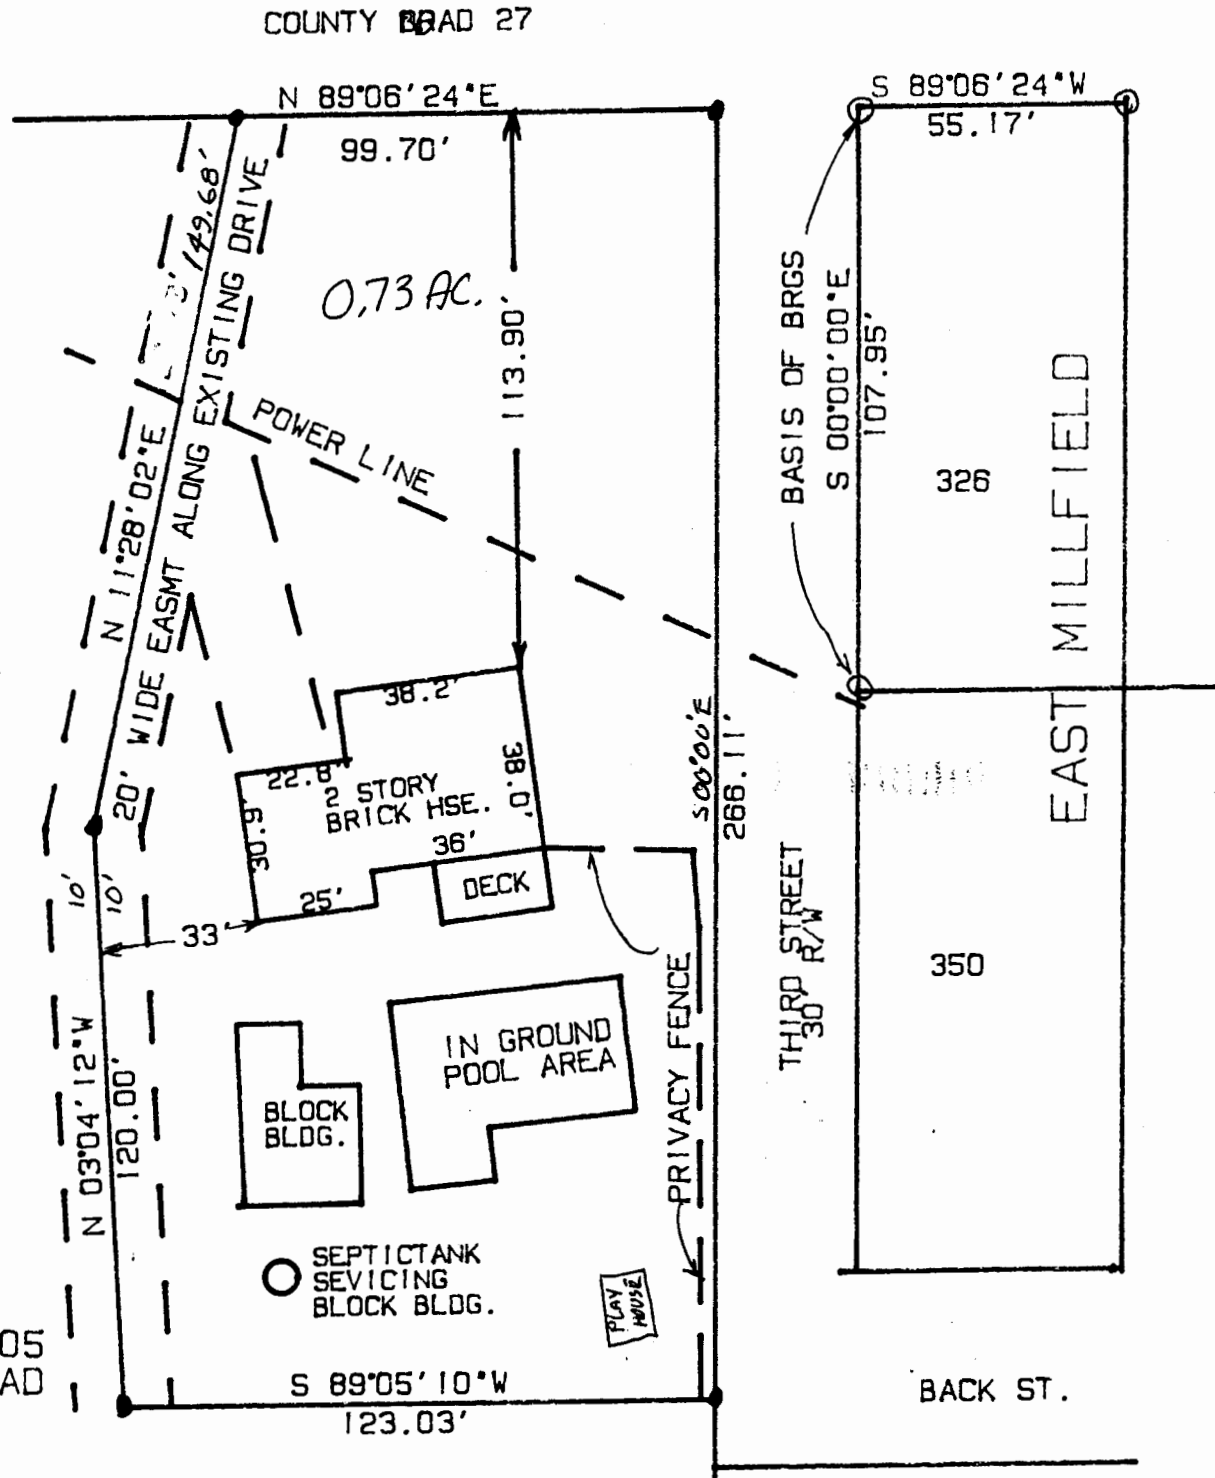 COUNTY ROAD 27
N 89°06'24"E
99.70'
S 89°06'24"W
55.17'
149.68'
N 11°28'02"E
20' WIDE EASMT ALONG EXISTING DRIVE
0.73 AC.
113.90'
POWER LINE
BASIS OF BRGS
S 00°00'00"E
107.95'
326
EAST MILLFIELD
38.2'
22.8'
2 STORY
BRICK HSE.
38.0'
30.9'
36'
25'
DECK
S 00°00'E
266.11'
10'
10'
33'
THIRD STREET
30' R/W
350
PRIVACY FENCE
IN GROUND
POOL AREA
BLOCK
BLDG.
N 03°04'12"W
120.00'
SEPTICTANK
SEVICING
BLOCK BLDG.
PLAY
HOUSE
05
AD
S 89°05'10"W
123.03'
BACK ST.